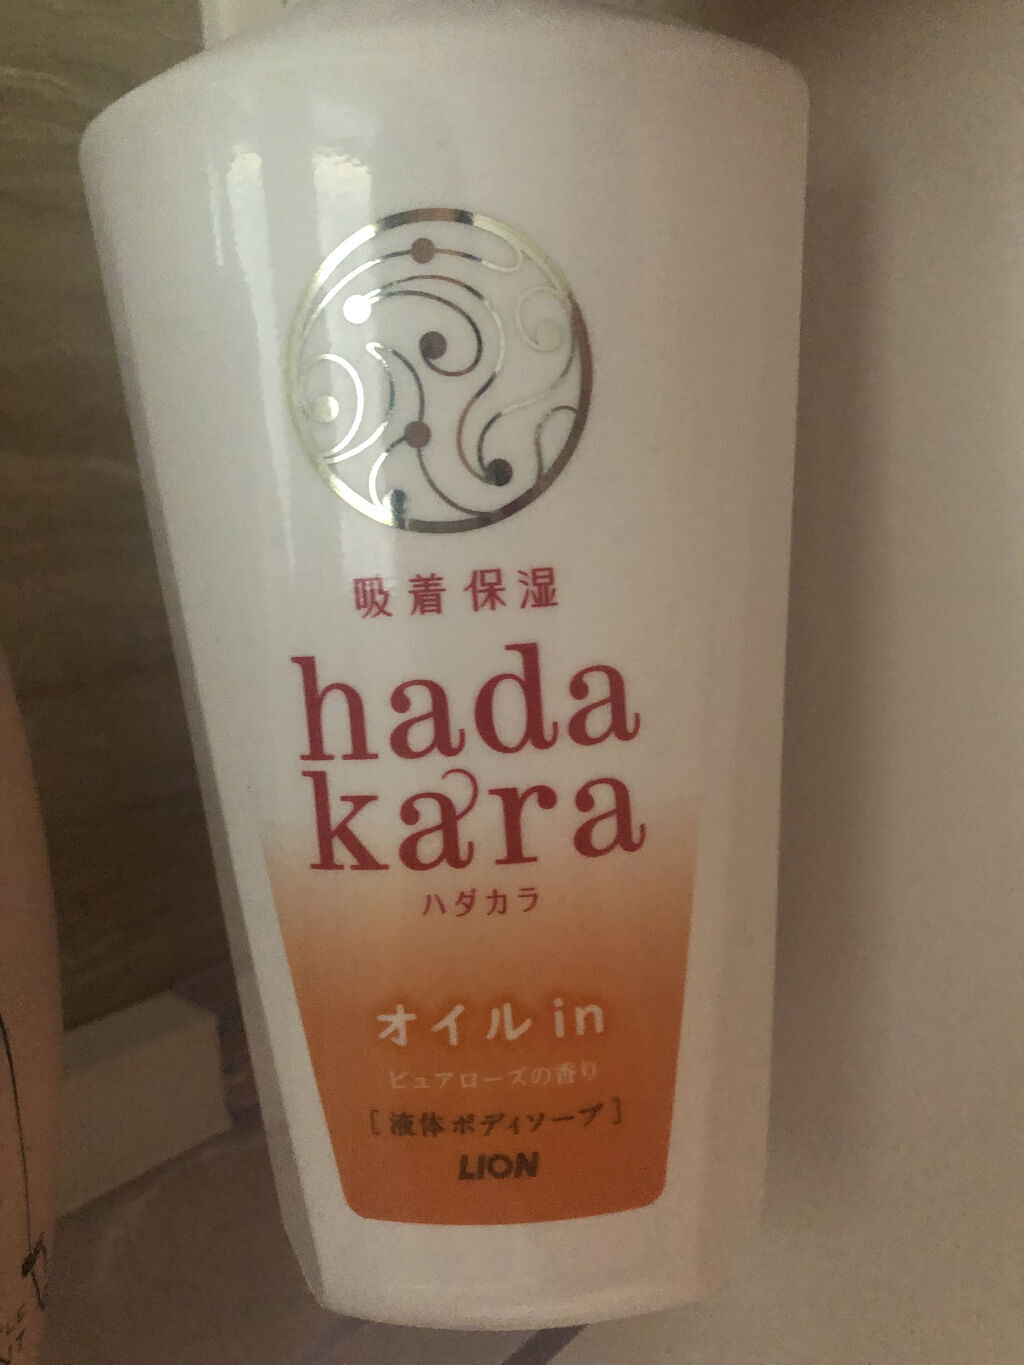 吸着保湿
hada
kara
ハダカラ
オイルin
ピュアローズの香り
[液体ボディソープ]
LION